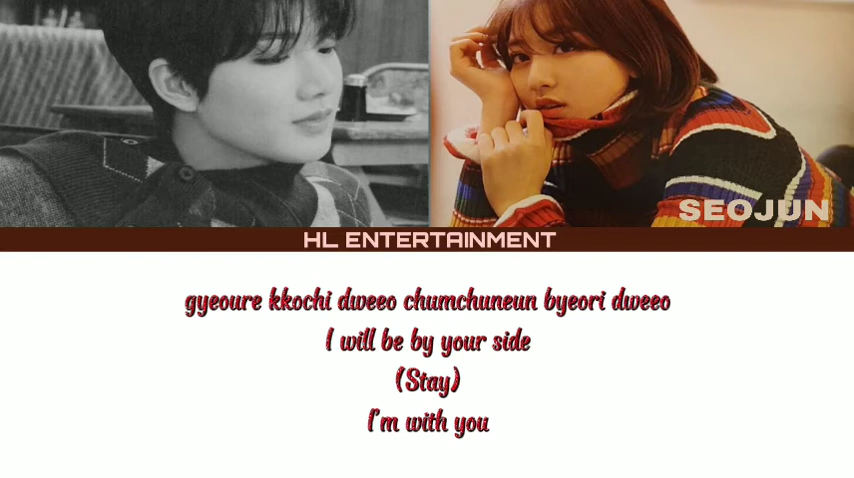 SEOJUN
HL ENTERTAINMENT
gyeoure kkochi dweeo chumchuneun byeori dweeo
I will be by your side
(Stay)
I'm with you